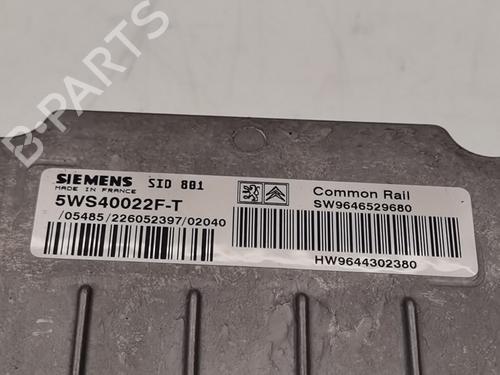 B-PARTS
SIEMENS SID 801
MADE IN FRANCE
5WS40022F-T
/05485/226052397/02040
Common Rail
SW9646529680
HW9644302380